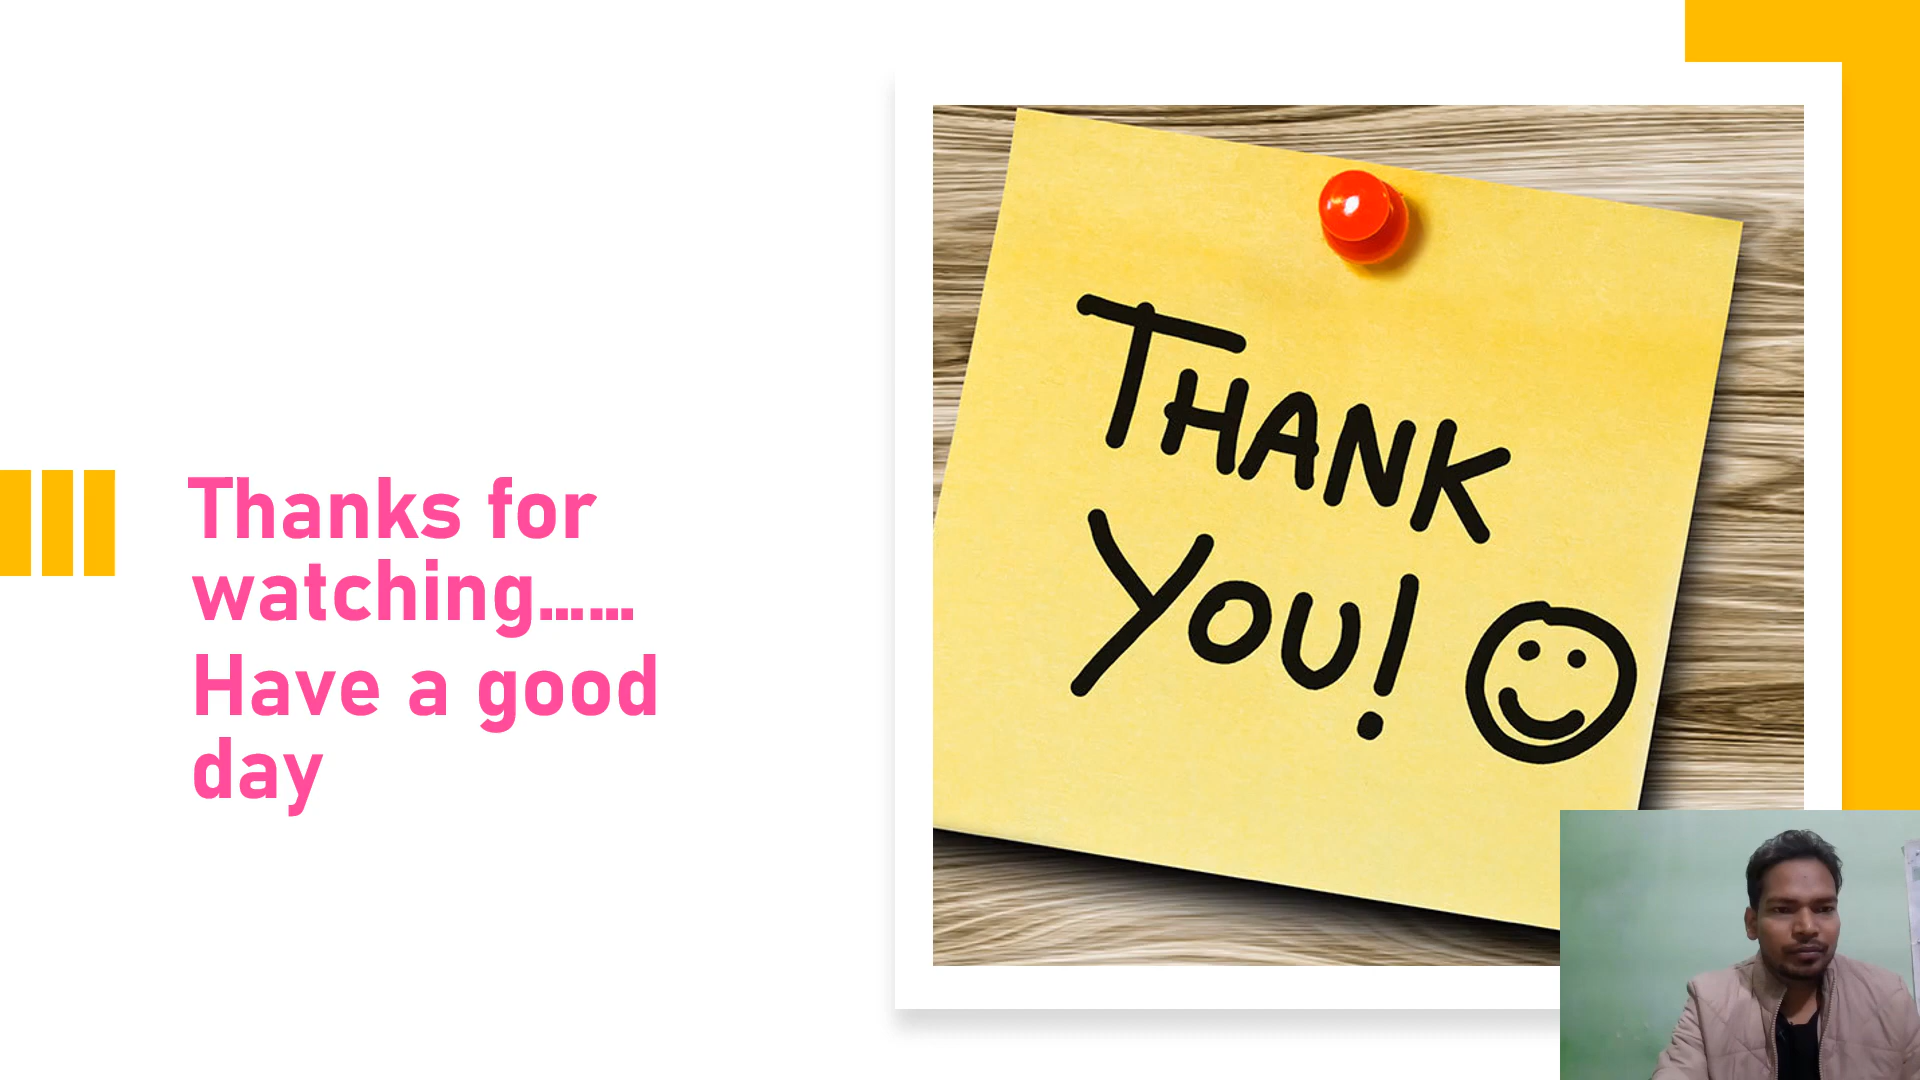 Thanks for
watching......
Have a good
day
THANK
YOU!